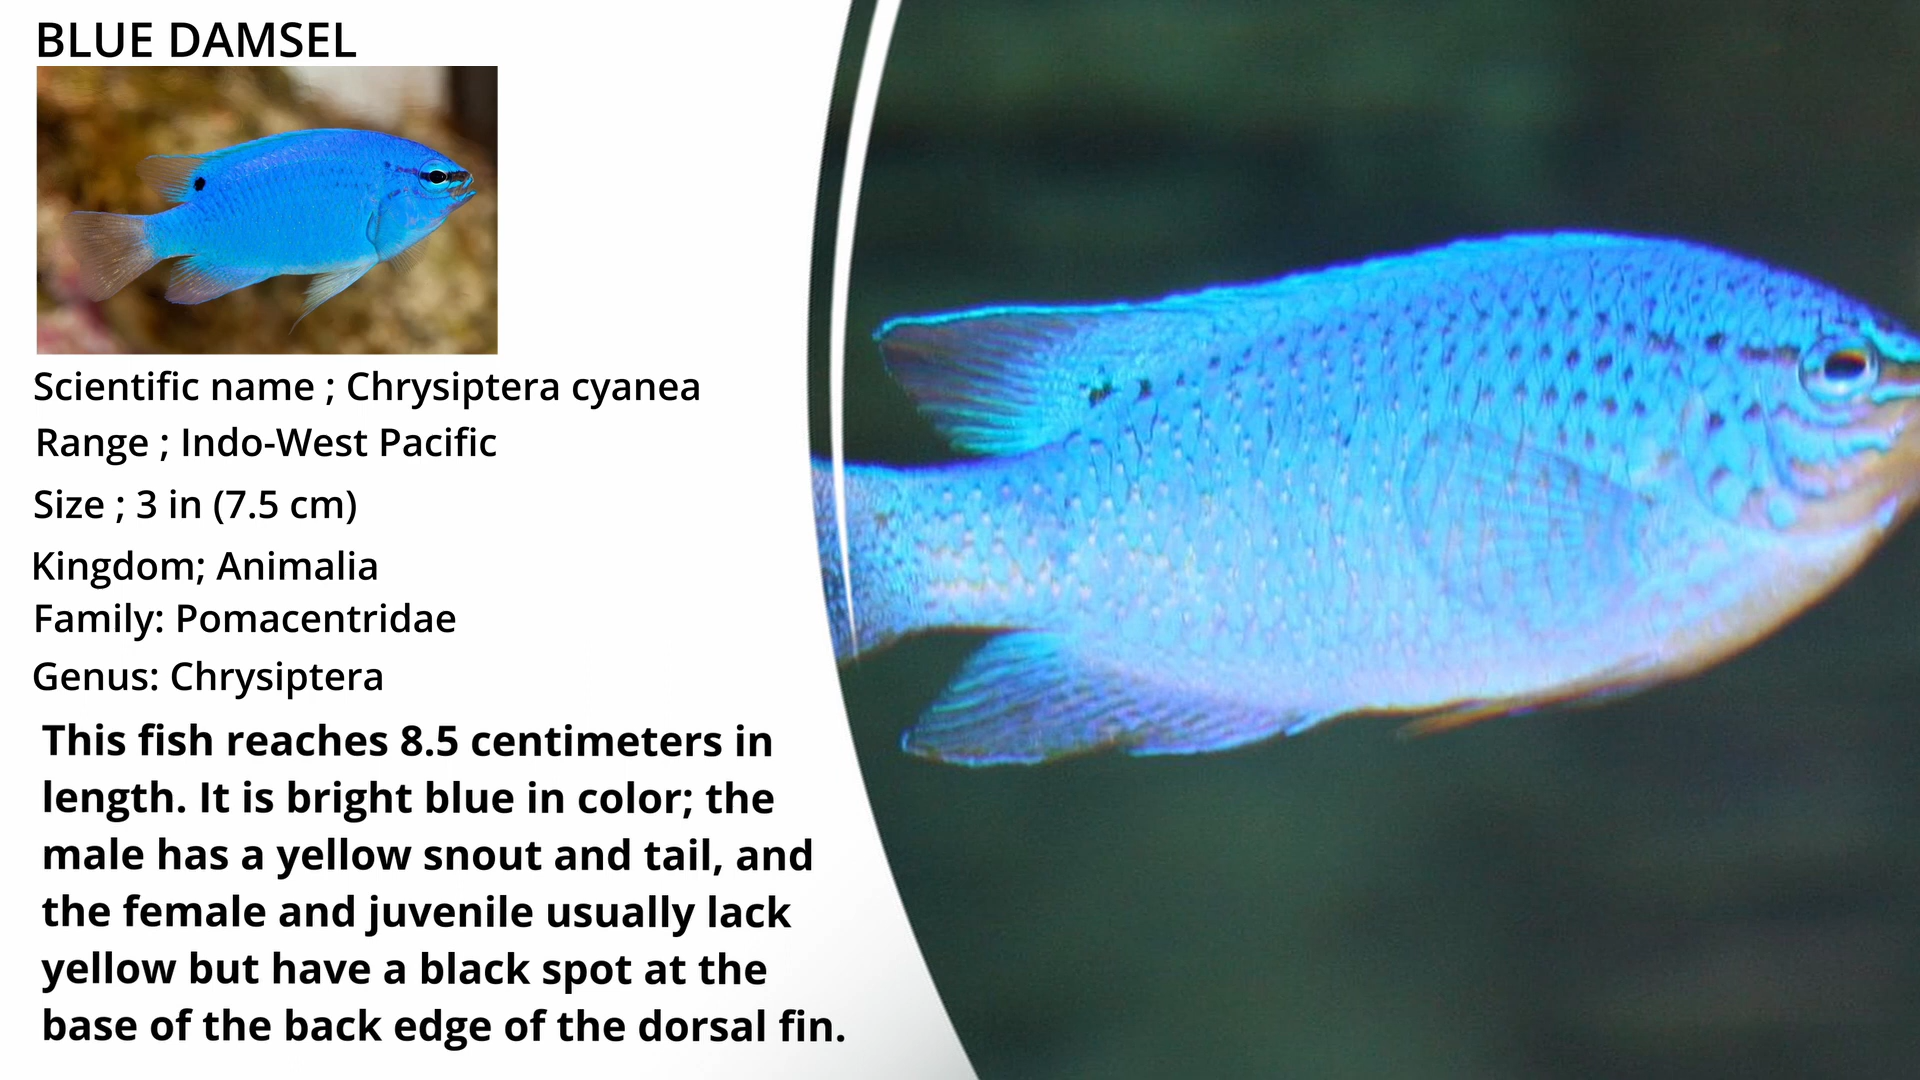 BLUE DAMSEL
Scientific name ; Chrysiptera cyanea
Range ; Indo-West Pacific
Size ; 3 in (7.5 cm)
Kingdom; Animalia
Family: Pomacentridae
Genus: Chrysiptera
This fish reaches 8.5 centimeters in
length. It is bright blue in color; the
male has a yellow snout and tail, and
the female and juvenile usually lack
yellow but have a black spot at the
base of the back edge of the dorsal fin.